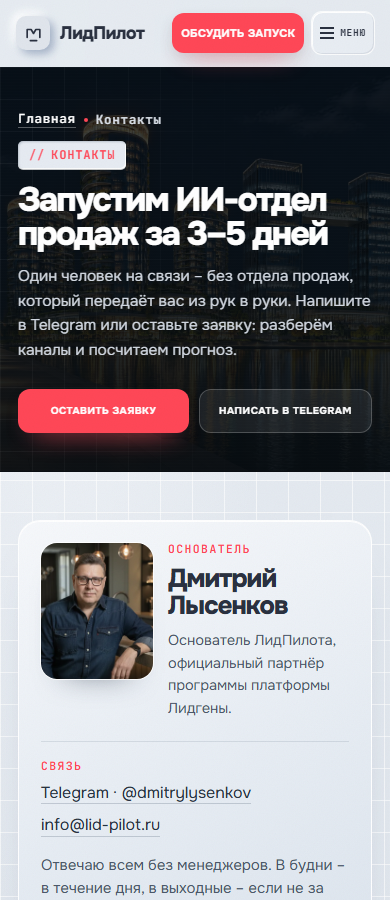 ЛидПилот
ОБСУДИТЬ ЗАПУСК
МЕНЮ
Главная • Контакты
// КОНТАКТЫ
Запустим ИИ-отдел
продаж за 3–5 дней
Один человек на связи – без отдела продаж,
который передаёт вас из рук в руки. Напишите
в Telegram или оставьте заявку: разберём
каналы и посчитаем прогноз.
ОСТАВИТЬ ЗАЯВКУ
НАПИСАТЬ В TELEGRAM
ОСНОВАТЕЛЬ
Дмитрий
Лысенков
Основатель ЛидПилота,
официальный партнёр
программы платформы
Лидгены.
СВЯЗЬ
Telegram · @dmitrylysenkov
info@lid-pilot.ru
Отвечаю всем без менеджеров. В будни –
в течение дня, в выходные – если не за